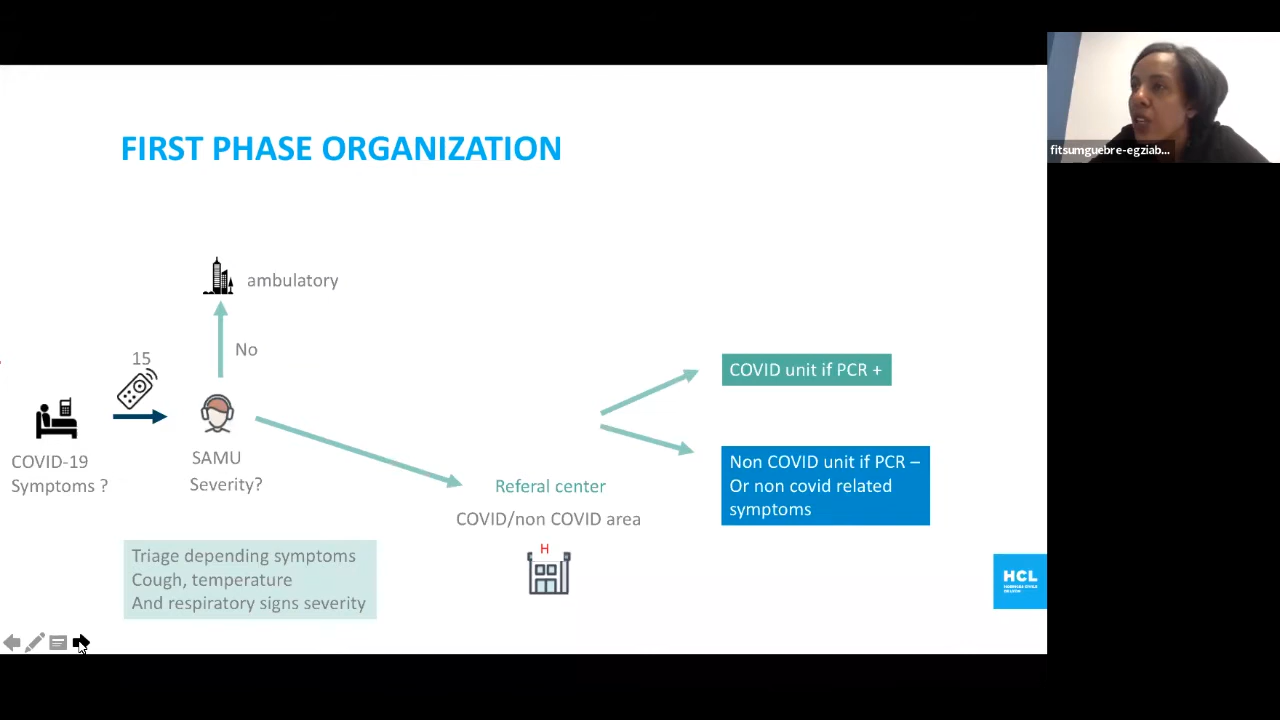 FIRST PHASE ORGANIZATION
fitsumguebre-egziab...
ambulatory
No
15
COVID-19
Symptoms ?
SAMU
Severity?
Referal center
COVID/non COVID area
H
COVID unit if PCR +
Non COVID unit if PCR –
Or non covid related
symptoms
Triage depending symptoms
Cough, temperature
And respiratory signs severity
HCL